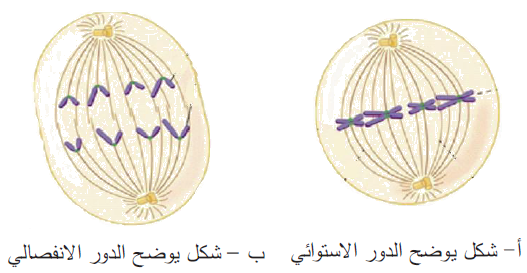 أ- شكل يوضح الدور الاستوائي
ب - شكل يوضح الدور الانفصالي